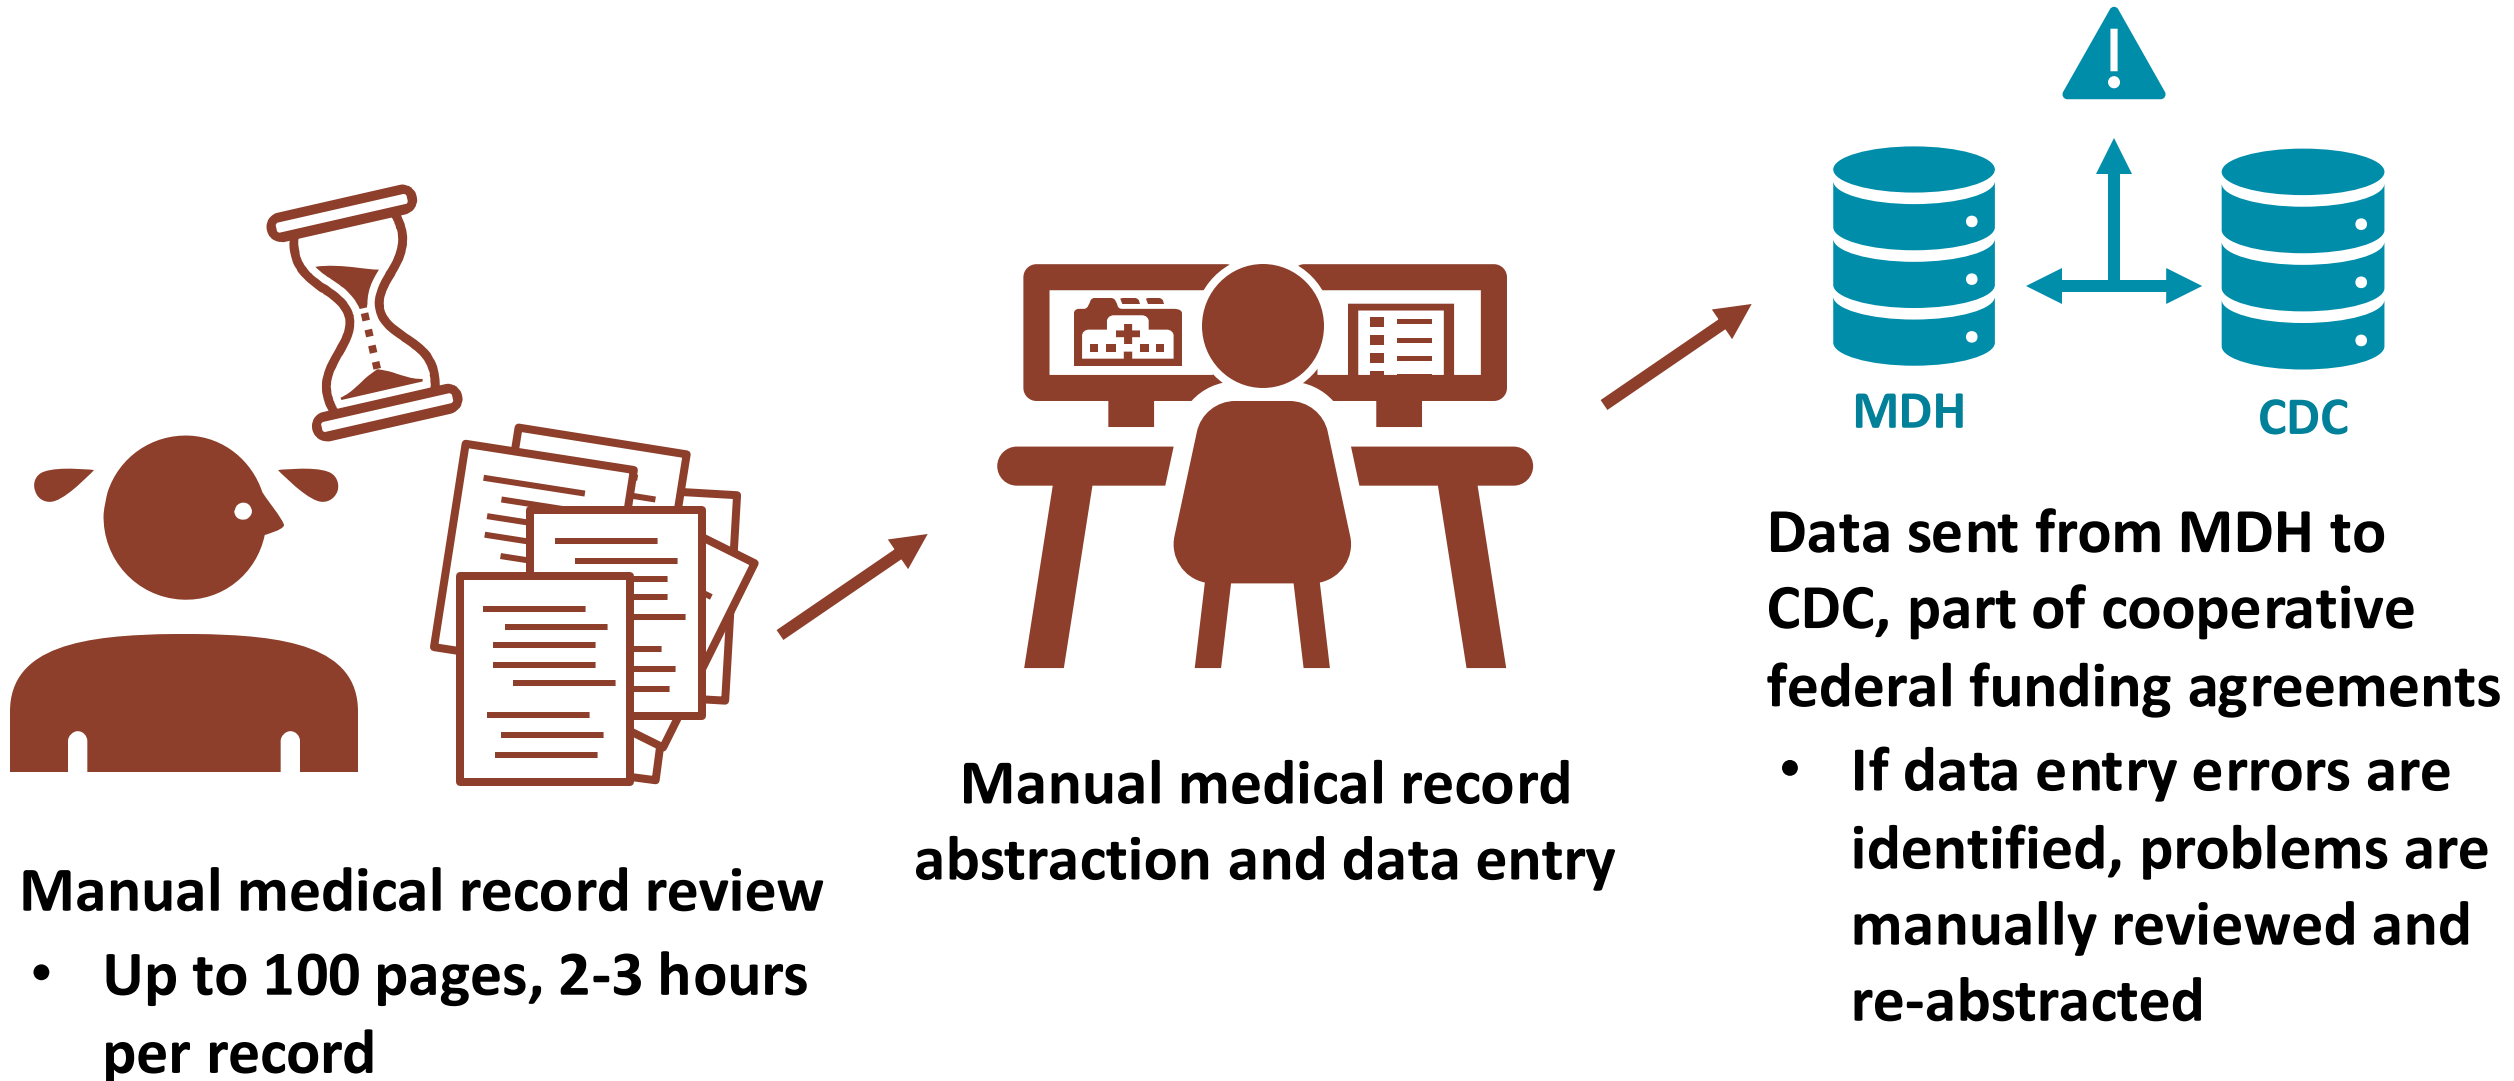 MDH
CDC
Manual medical record review
• Up to 100 pages, 2-3 hours
per record
Manual medical record
abstraction and data entry
Data sent from MDH to
CDC, part of cooperative
federal funding agreements
• If data entry errors are
identified, problems are
manually reviewed and
re-abstracted